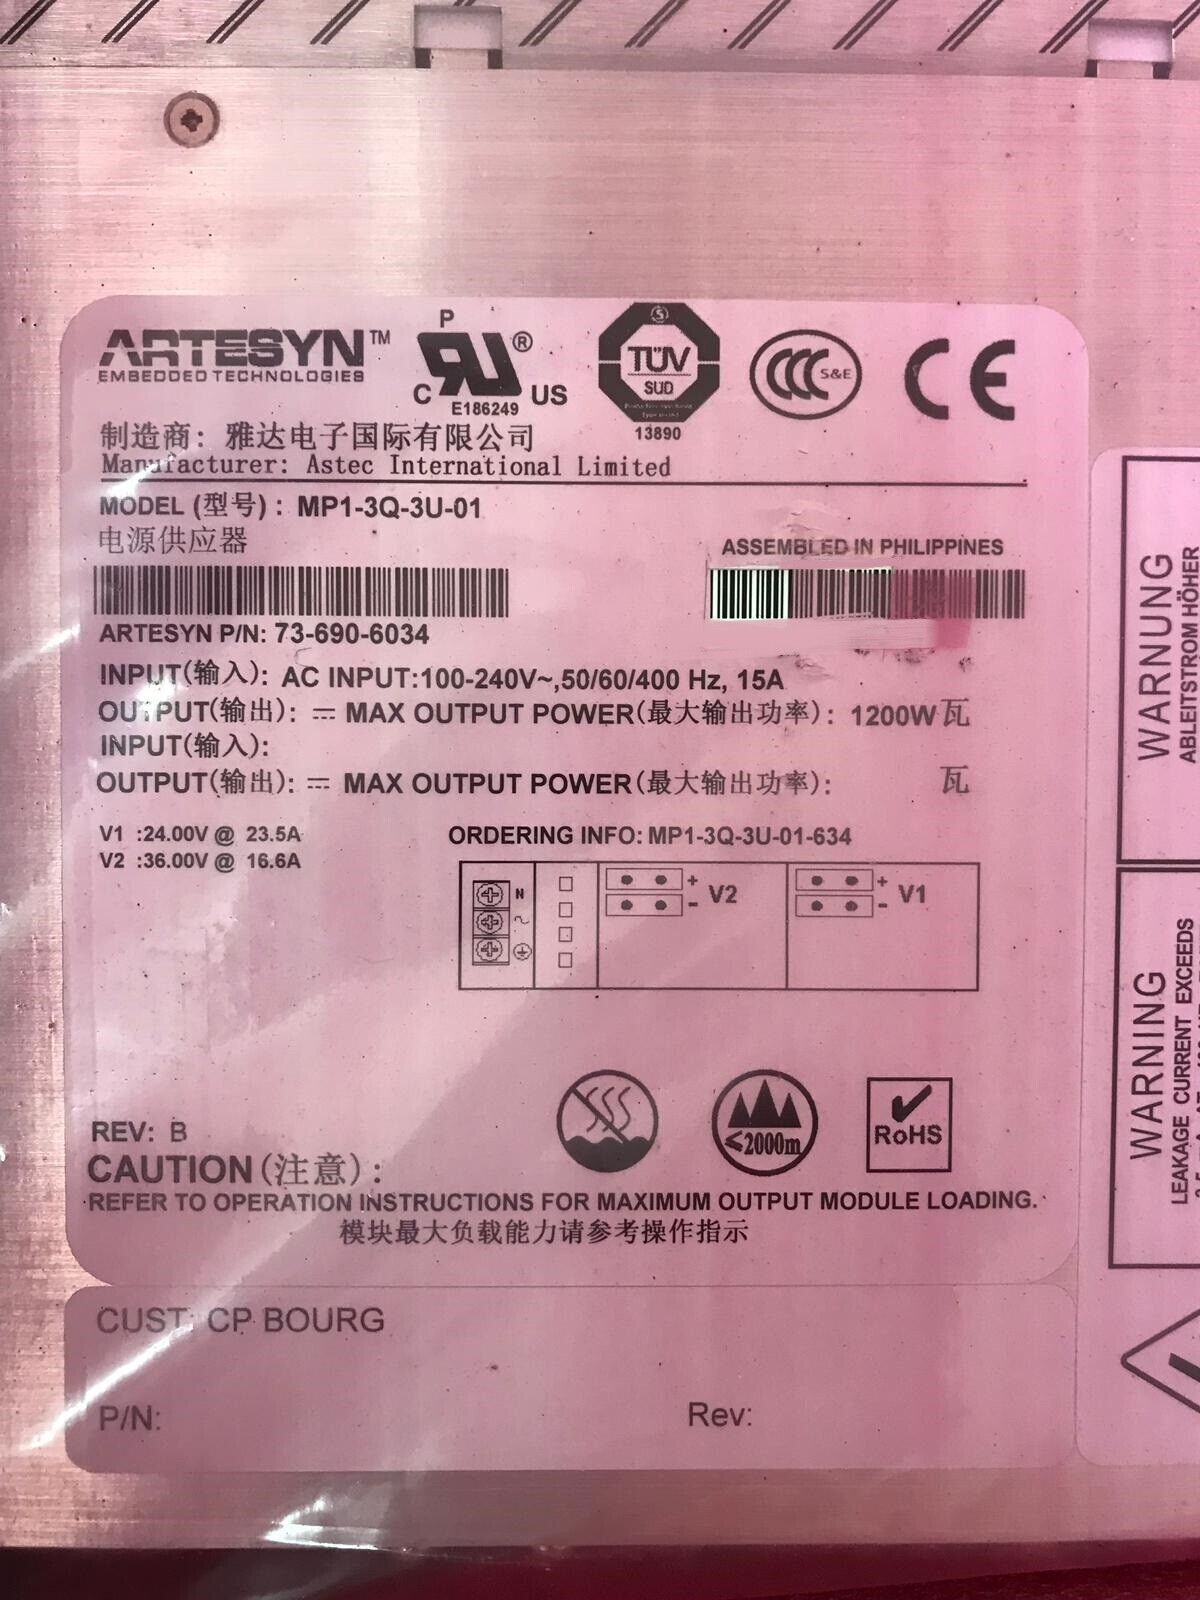 ARTESYN™
EMBEDDED TECHNOLOGIES
P
C RU ® US
E186249
TÜV
SUD
13890
CCC S&E
CE
制造商: 雅达电子国际有限公司
Manufacturer: Astec International Limited
MODEL (型号) : MP1-3Q-3U-01
电源供应器
ASSEMBLED IN PHILIPPINES
ARTESYN P/N: 73-690-6034
INPUT(输入): AC INPUT:100-240V~,50/60/400 Hz, 15A
OUTPUT(输出): ⎓ MAX OUTPUT POWER(最大输出功率): 1200W瓦
INPUT(输入):
OUTPUT(输出): ⎓ MAX OUTPUT POWER(最大输出功率): 瓦
V1 :24.00V @ 23.5A
V2 :36.00V @ 16.6A
ORDERING INFO: MP1-3Q-3U-01-634
N
~
+
- V2
+
- V1
≤2000m
RoHS
REV: B
CAUTION (注意) :
REFER TO OPERATION INSTRUCTIONS FOR MAXIMUM OUTPUT MODULE LOADING.
模块最大负载能力请参考操作指示
CUST: CP BOURG
P/N:
Rev:
WARNUNG
ABLEITSTROM HÖHER
WARNING
LEAKAGE CURRENT EXCEEDS